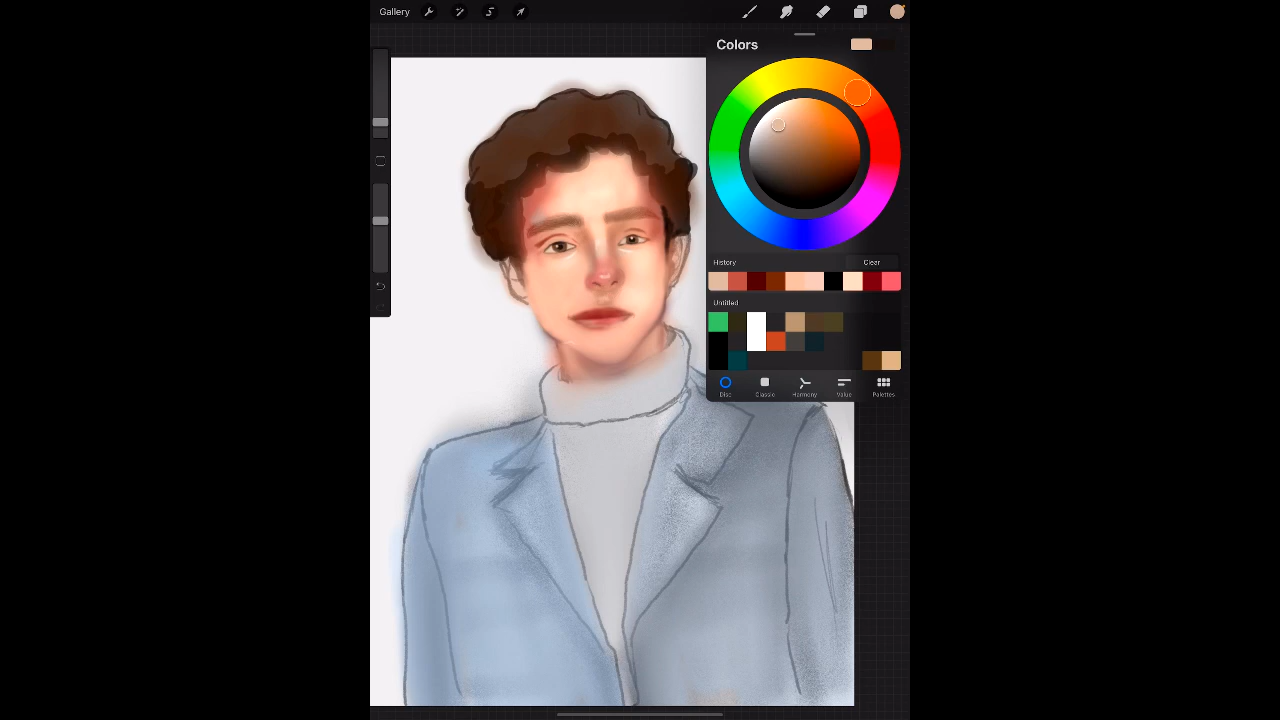 Gallery
Colors
History
Clear
Untitled
Disc
Classic
Harmony
Value
Palettes